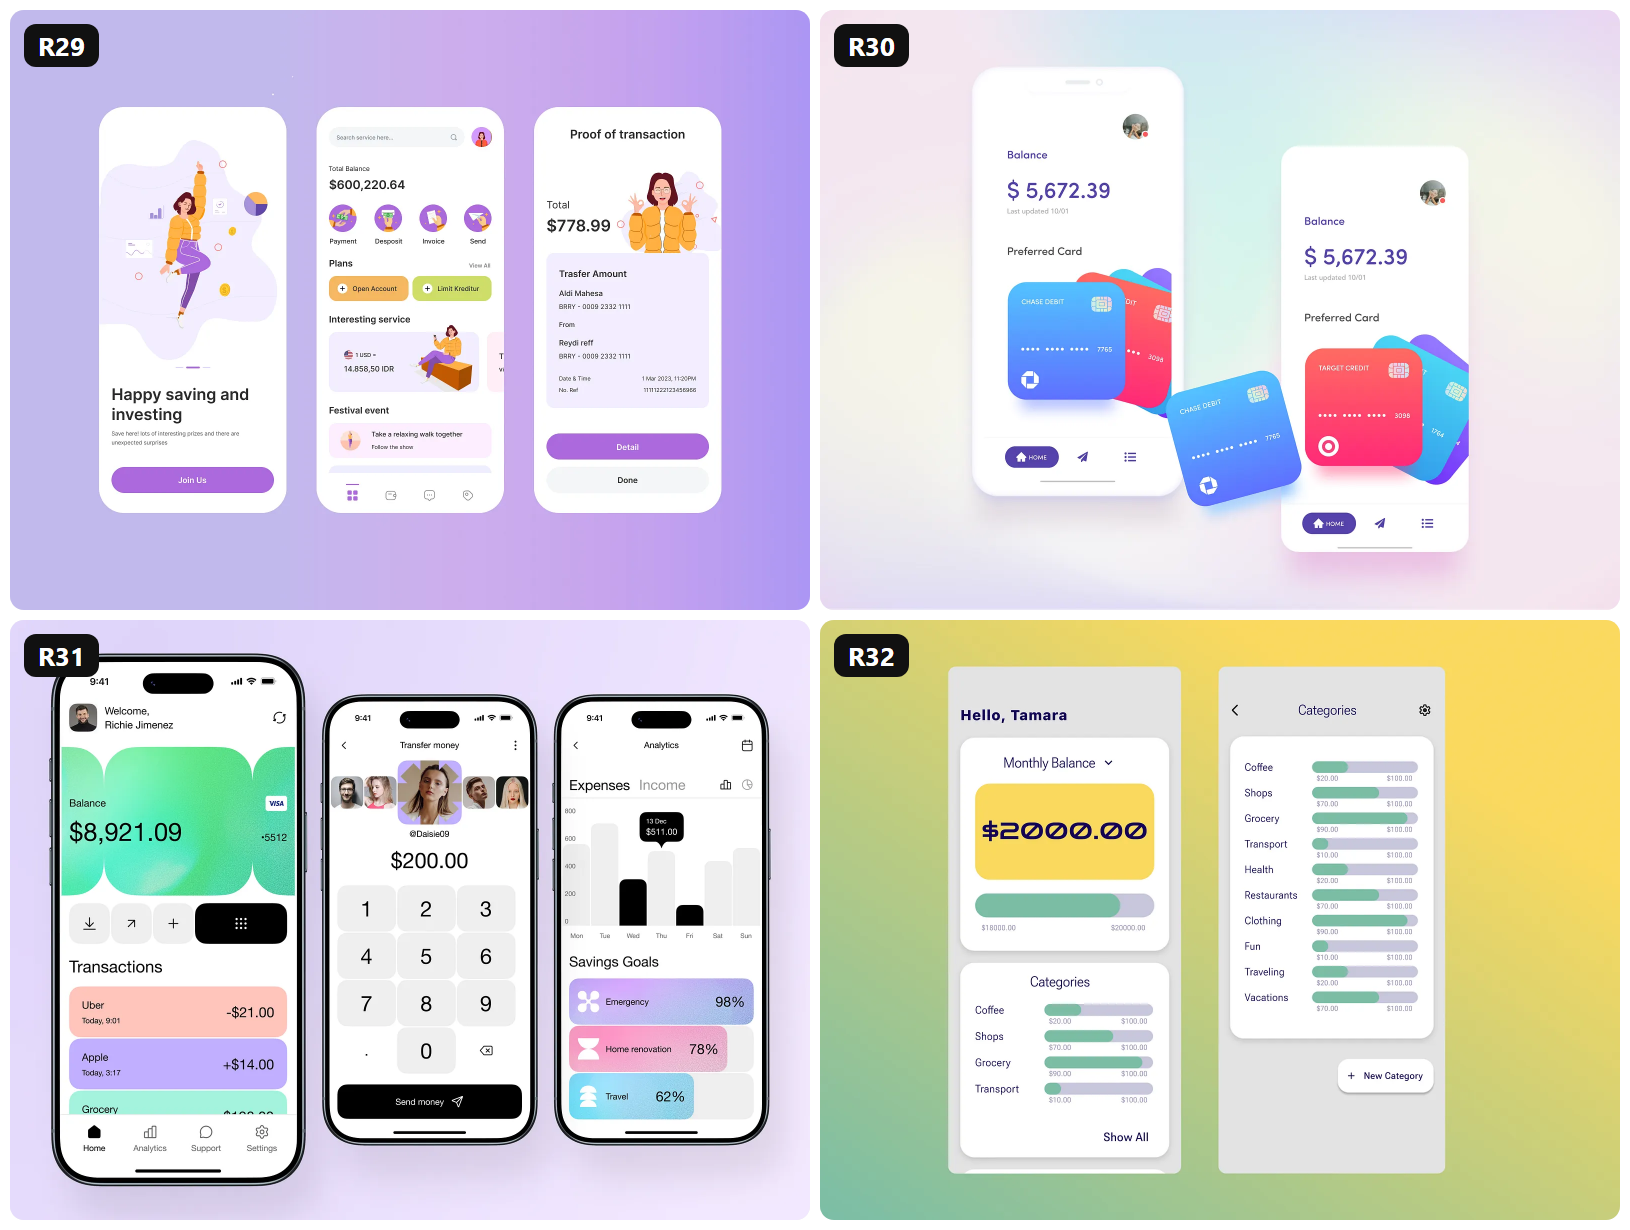 R29
Happy saving and
investing
Save here! lots of interesting prizes and there are
unexpected surprises
Join Us
Search service here...
Total Balance
$600,220.64
Payment Desposit Invoice Send
Plans View All
Open Account Limit Kreditur
Interesting service
1 USD =
14.858,50 IDR
Festival event
Take a relaxing walk together
Follow the show
Proof of transaction
Total
$778.99
Trasfer Amount
Aldi Mahesa
BRRY - 0009 2332 1111
From
Reydi reff
BRRY - 0009 2332 1111
Date & Time 1 Mar 2023, 11:20PM
No. Ref 11111222123456966
Detail
Done
R30
Balance
$ 5,672.39
Last updated 10/01
Preferred Card
CHASE DEBIT
7765
3098
HOME
CHASE DEBIT
7765
Balance
$ 5,672.39
Last updated 10/01
Preferred Card
TARGET CREDIT
3098
1764
HOME
R31
9:41
Welcome,
Richie Jimenez
Balance
VISA
$8,921.09
•5512
Transactions
Uber
Today, 9:01
-$21.00
Apple
Today, 3:17
+$14.00
Grocery
Home Analytics Support Settings
9:41
Transfer money
@Daisie09
$200.00
1 2 3
4 5 6
7 8 9
. 0
Send money
9:41
Analytics
Expenses Income
800
600
400
200
0
13 Dec
$511.00
Mon Tue Wed Thu Fri Sat Sun
Savings Goals
Emergency 98%
Home renovation 78%
Travel 62%
R32
Hello, Tamara
Monthly Balance
$2000.00
$18000.00 $20000.00
Categories
Coffee
$20.00 $100.00
Shops
$70.00 $100.00
Grocery
$90.00 $100.00
Transport
$10.00 $100.00
Show All
Categories
Coffee
$20.00 $100.00
Shops
$70.00 $100.00
Grocery
$90.00 $100.00
Transport
$10.00 $100.00
Health
$20.00 $100.00
Restaurants
$70.00 $100.00
Clothing
$90.00 $100.00
Fun
$10.00 $100.00
Traveling
$20.00 $100.00
Vacations
$70.00 $100.00
+ New Category